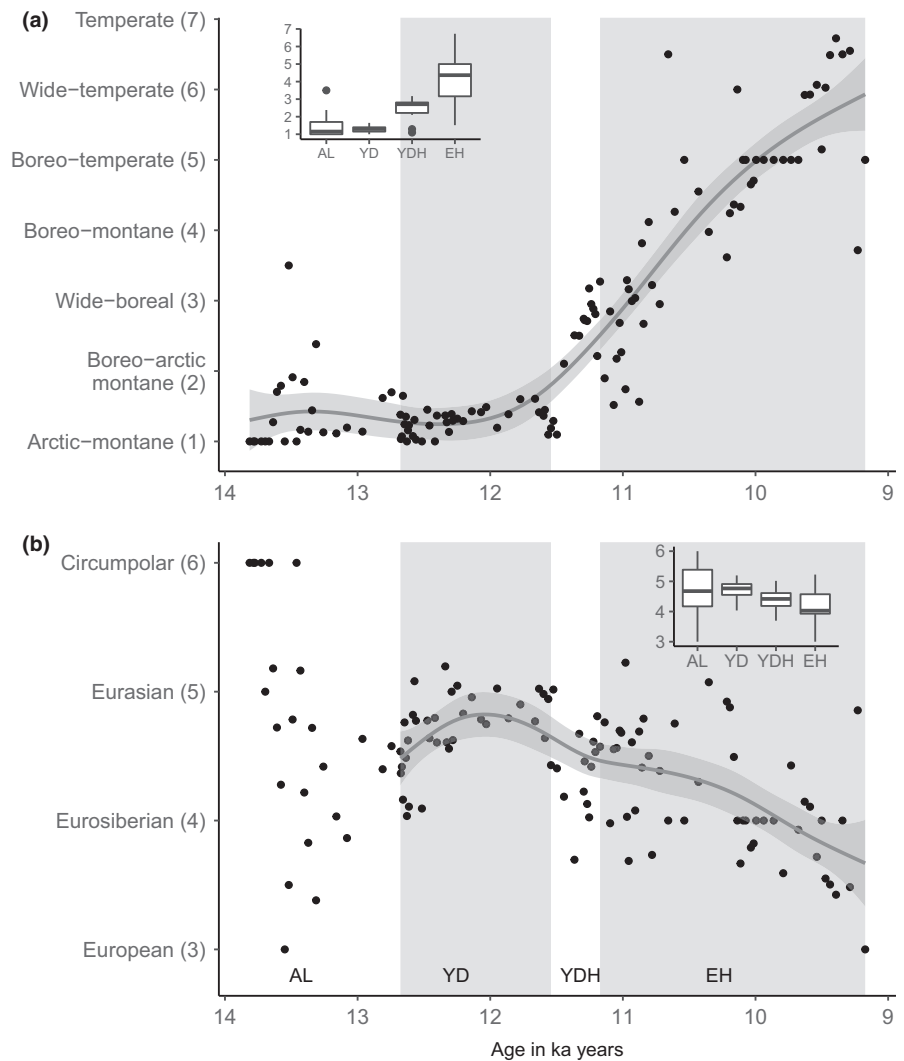 (a)
Temperate (7)
Wide−temperate (6)
Boreo−temperate (5)
Boreo−montane (4)
Wide−boreal (3)
Boreo−arctic
montane (2)
Arctic−montane (1)
7
6
5
4
3
2
1
AL YD YDH EH
14 13 12 11 10 9
(b)
Circumpolar (6)
Eurasian (5)
Eurosiberian (4)
European (3)
6
5
4
3
AL YD YDH EH
AL YD YDH EH
14 13 12 11 10 9
Age in ka years